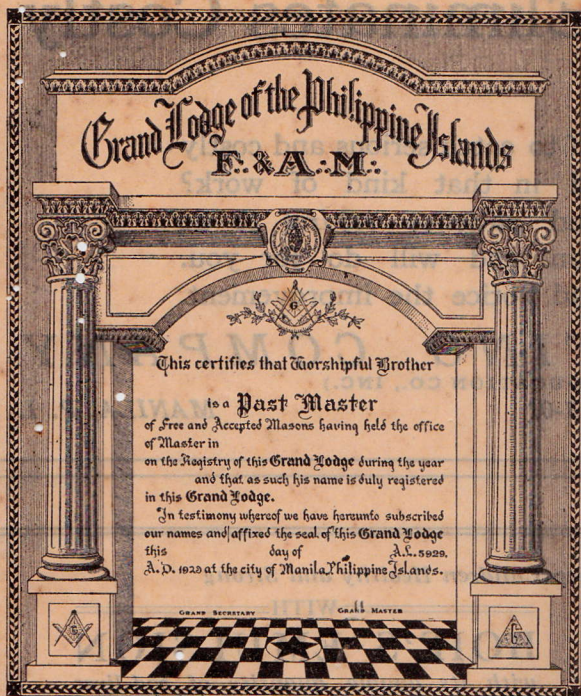 Grand Lodge of the Philippine Islands
F.·. & A.·. M.·.
G
This certifies that Worshipful Brother
is a Past Master
of Free and Accepted Masons having held the office
of Master in
on the Registry of this Grand Lodge during the year
and that as such his name is duly registered
in this Grand Lodge.
In testimony whereof we have hereunto subscribed
our names and affixed the seal of this Grand Lodge
this day of A.L. 5929.
A.D. 1929 at the city of Manila, Philippine Islands.
GRAND SECRETARY GRAND MASTER